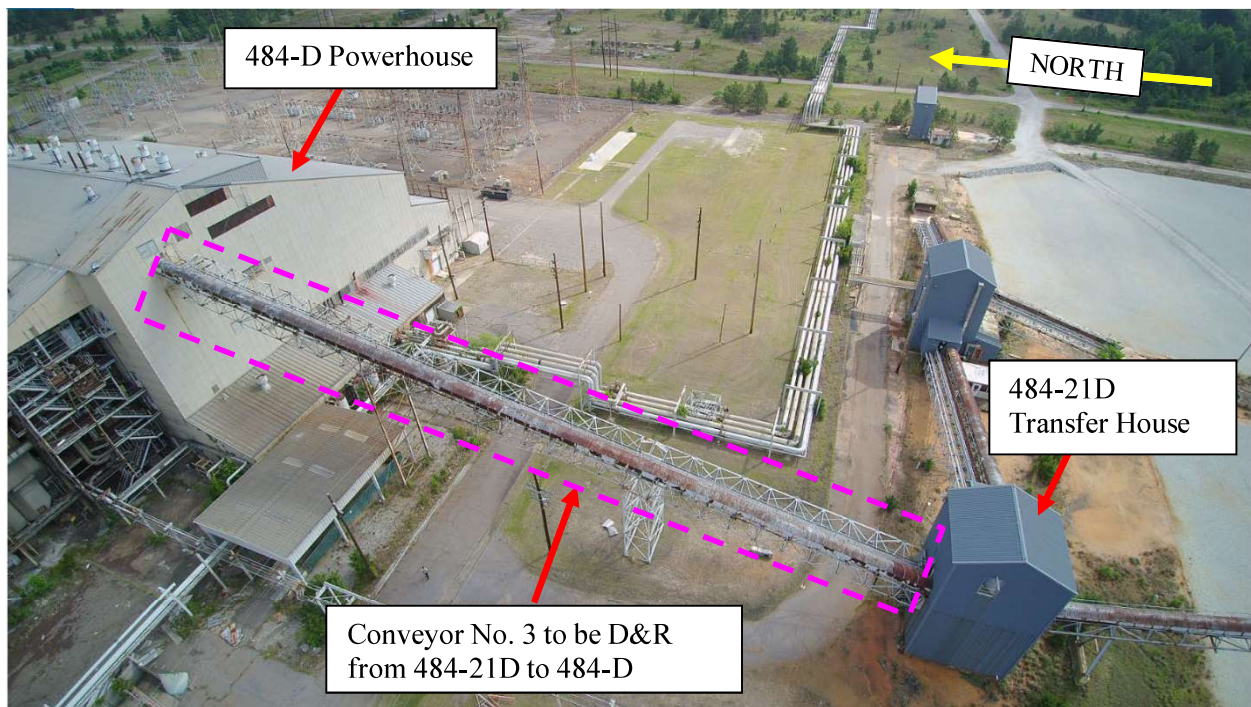 484-D Powerhouse
NORTH
484-21D
Transfer House
Conveyor No. 3 to be D&R
from 484-21D to 484-D